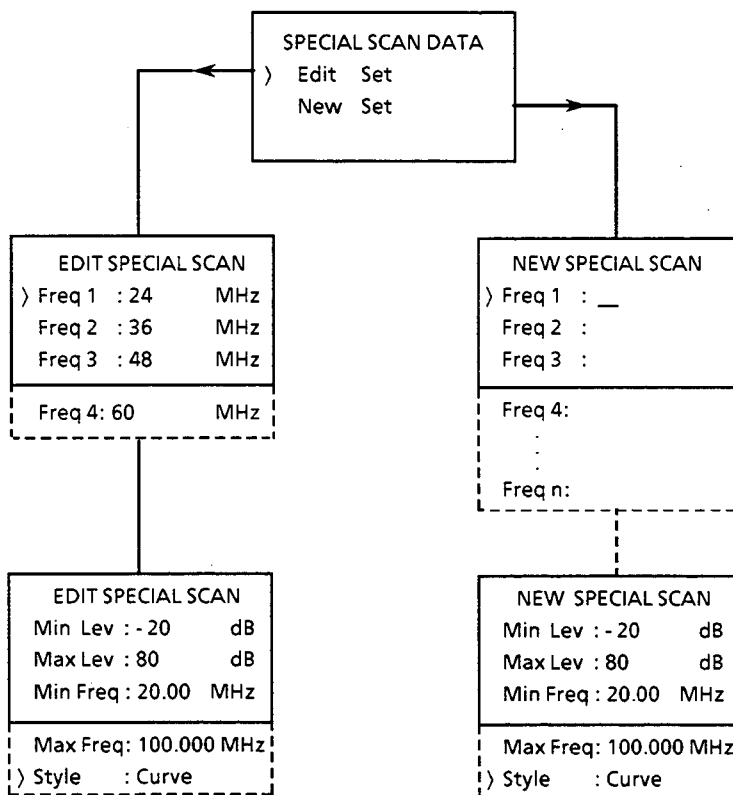 SPECIAL SCAN DATA
〉 Edit Set
New Set
EDIT SPECIAL SCAN
〉 Freq 1 : 24 MHz
Freq 2 : 36 MHz
Freq 3 : 48 MHz
Freq 4: 60 MHz
NEW SPECIAL SCAN
〉 Freq 1 : __
Freq 2 :
Freq 3 :
Freq 4:
.
.
Freq n:
EDIT SPECIAL SCAN
Min Lev : - 20 dB
Max Lev : 80 dB
Min Freq : 20.00 MHz
Max Freq: 100.000 MHz
〉 Style : Curve
NEW SPECIAL SCAN
Min Lev : - 20 dB
Max Lev : 80 dB
Min Freq : 20.00 MHz
Max Freq: 100.000 MHz
〉 Style : Curve